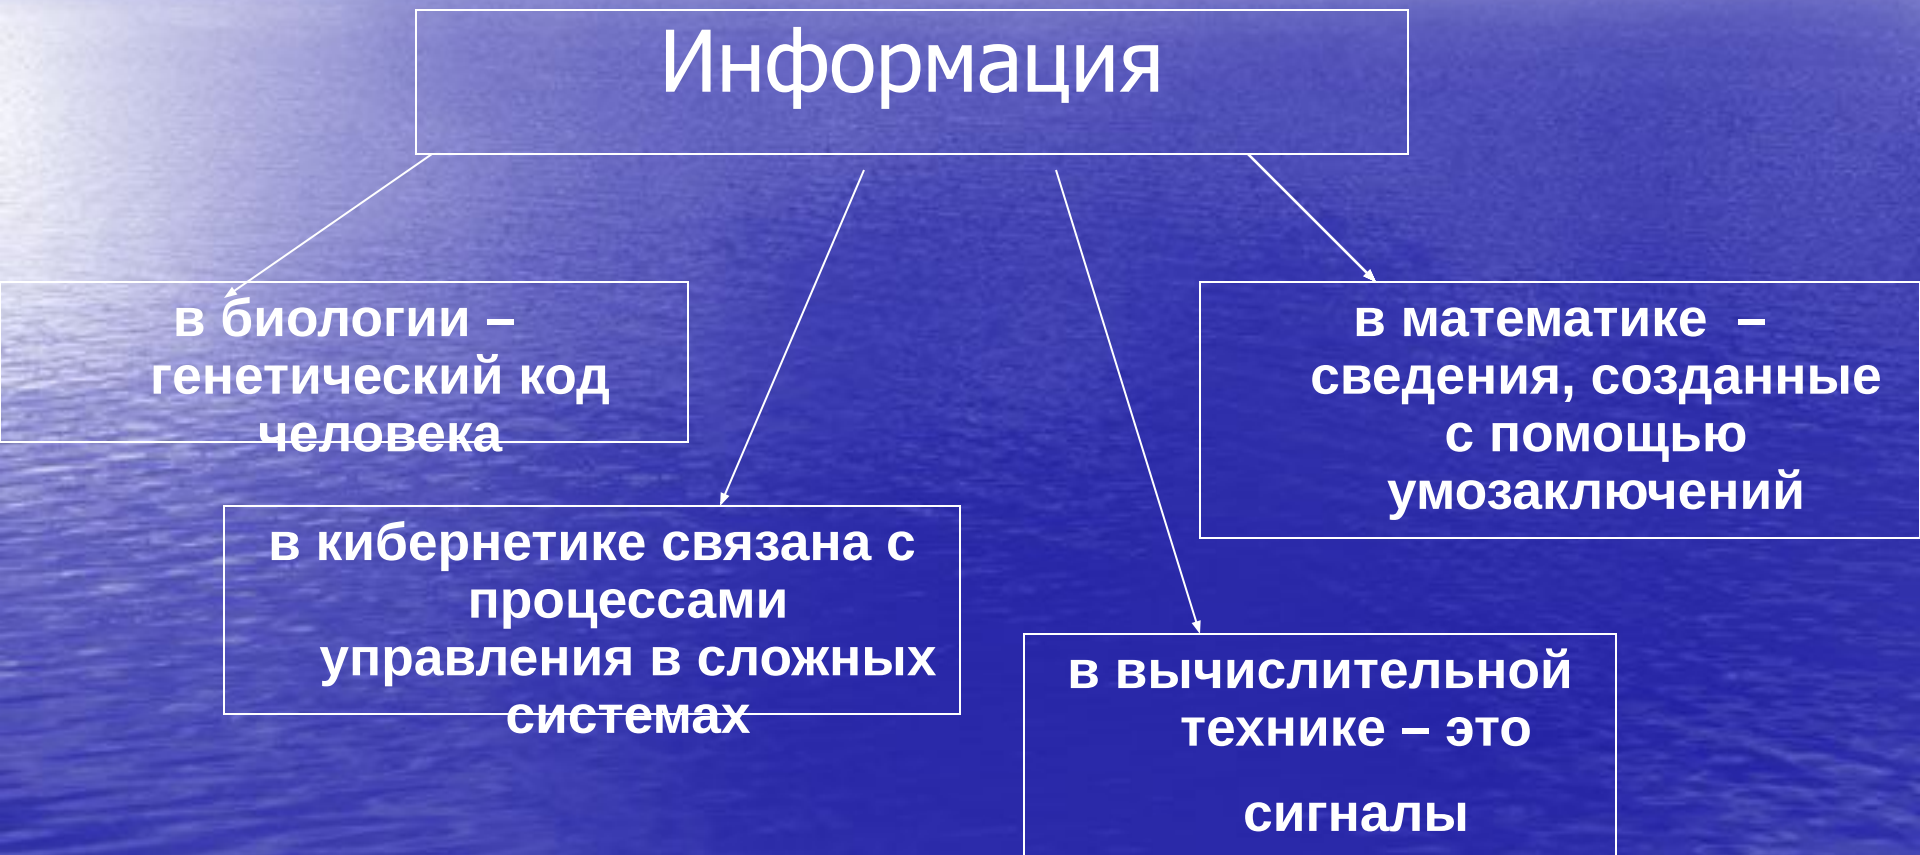 Информация
в биологии –
генетический код
человека
в математике –
сведения, созданные
с помощью
умозаключений
в кибернетике связана с
процессами
управления в сложных
системах
в вычислительной
технике – это
сигналы